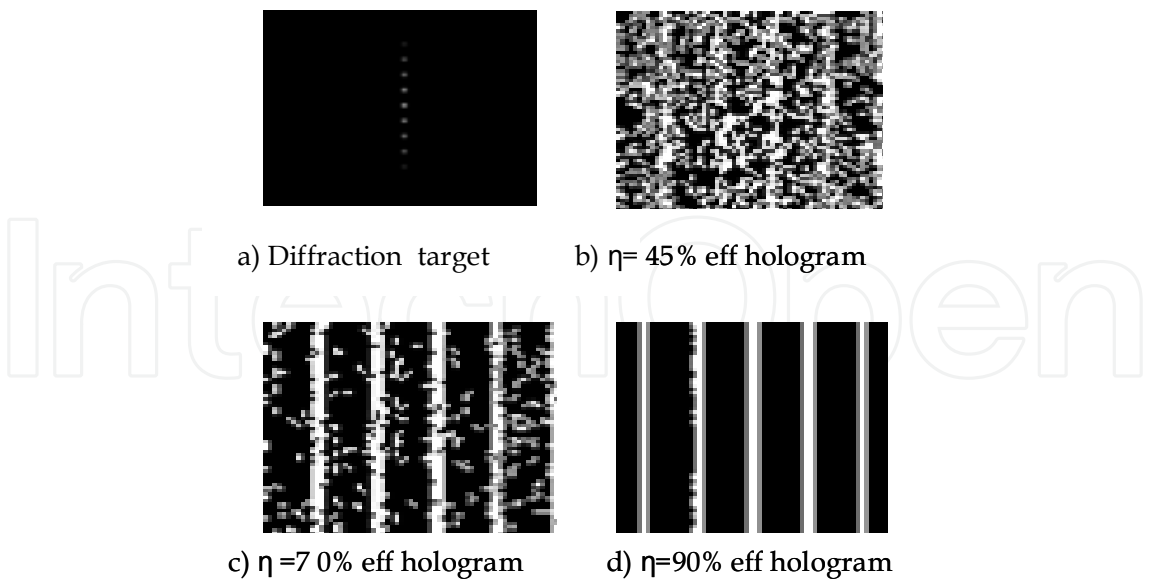 a) Diffraction target
b) η= 45% eff hologram
IntechOpen
c) η =7 0% eff hologram
d) η=90% eff hologram